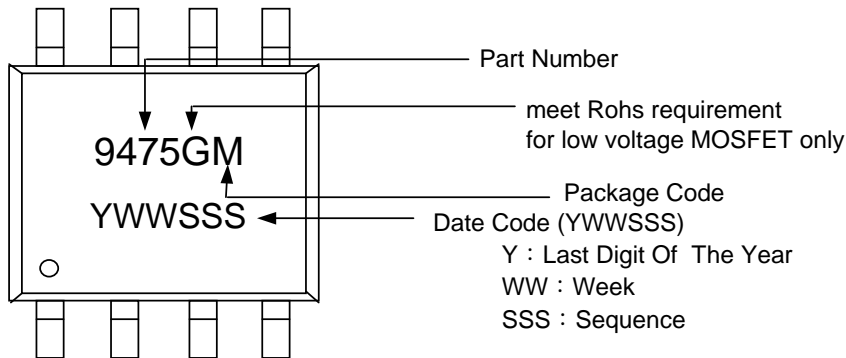 Part Number
meet Rohs requirement
for low voltage MOSFET only
9475GM
Package Code
YWWSSS
Date Code (YWWSSS)
Y：Last Digit Of The Year
WW：Week
SSS：Sequence